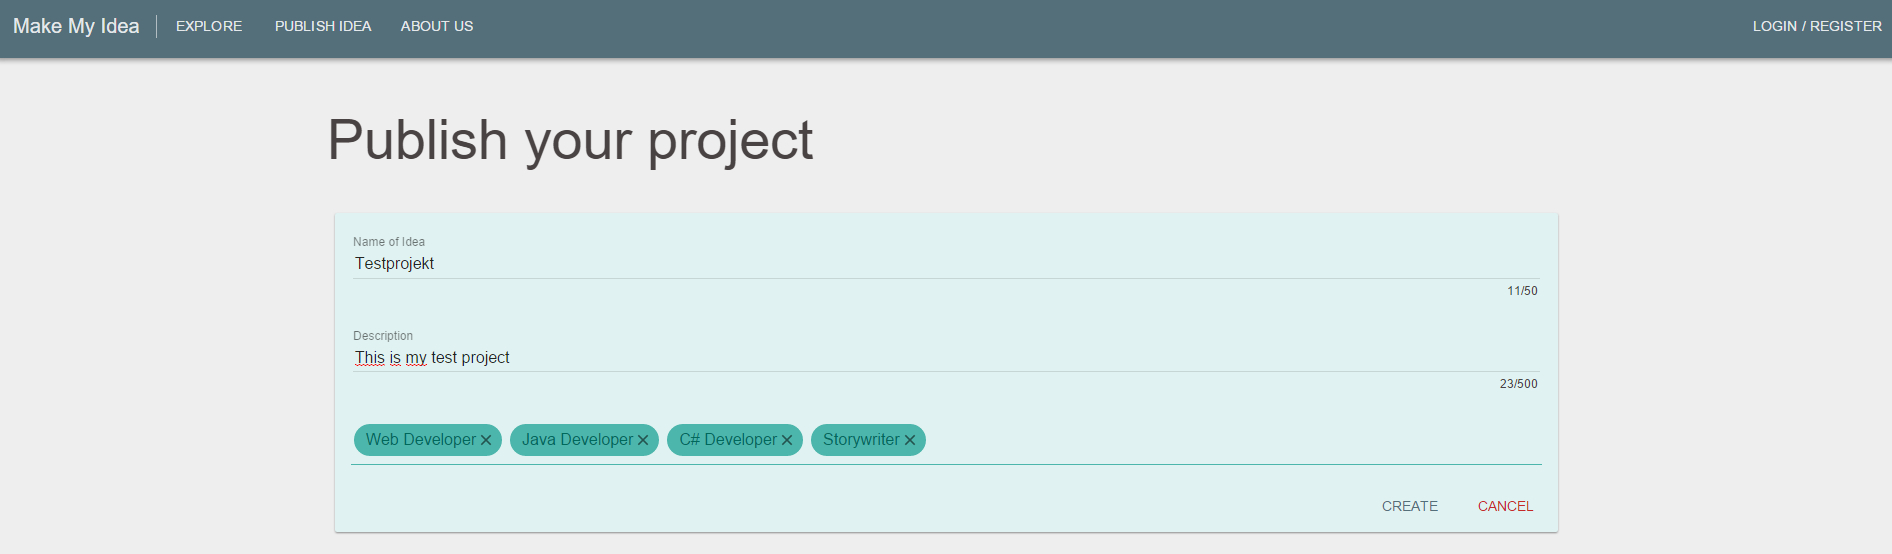 Make My Idea EXPLORE PUBLISH IDEA ABOUT US LOGIN / REGISTER
Publish your project
Name of Idea
Testprojekt
11/50
Description
This is my test project
23/500
Web Developer Java Developer C# Developer Storywriter
CREATE CANCEL